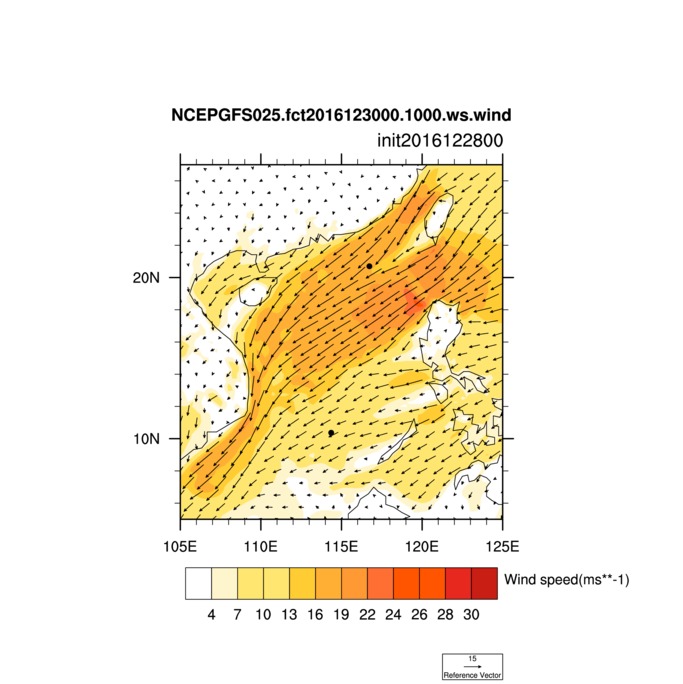 NCEPGFS025.fct2016123000.1000.ws.wind
init2016122800
20N
10N
105E 110E 115E 120E 125E
Wind speed(ms**-1)
4 7 10 13 16 19 22 24 26 28 30
15
Reference Vector